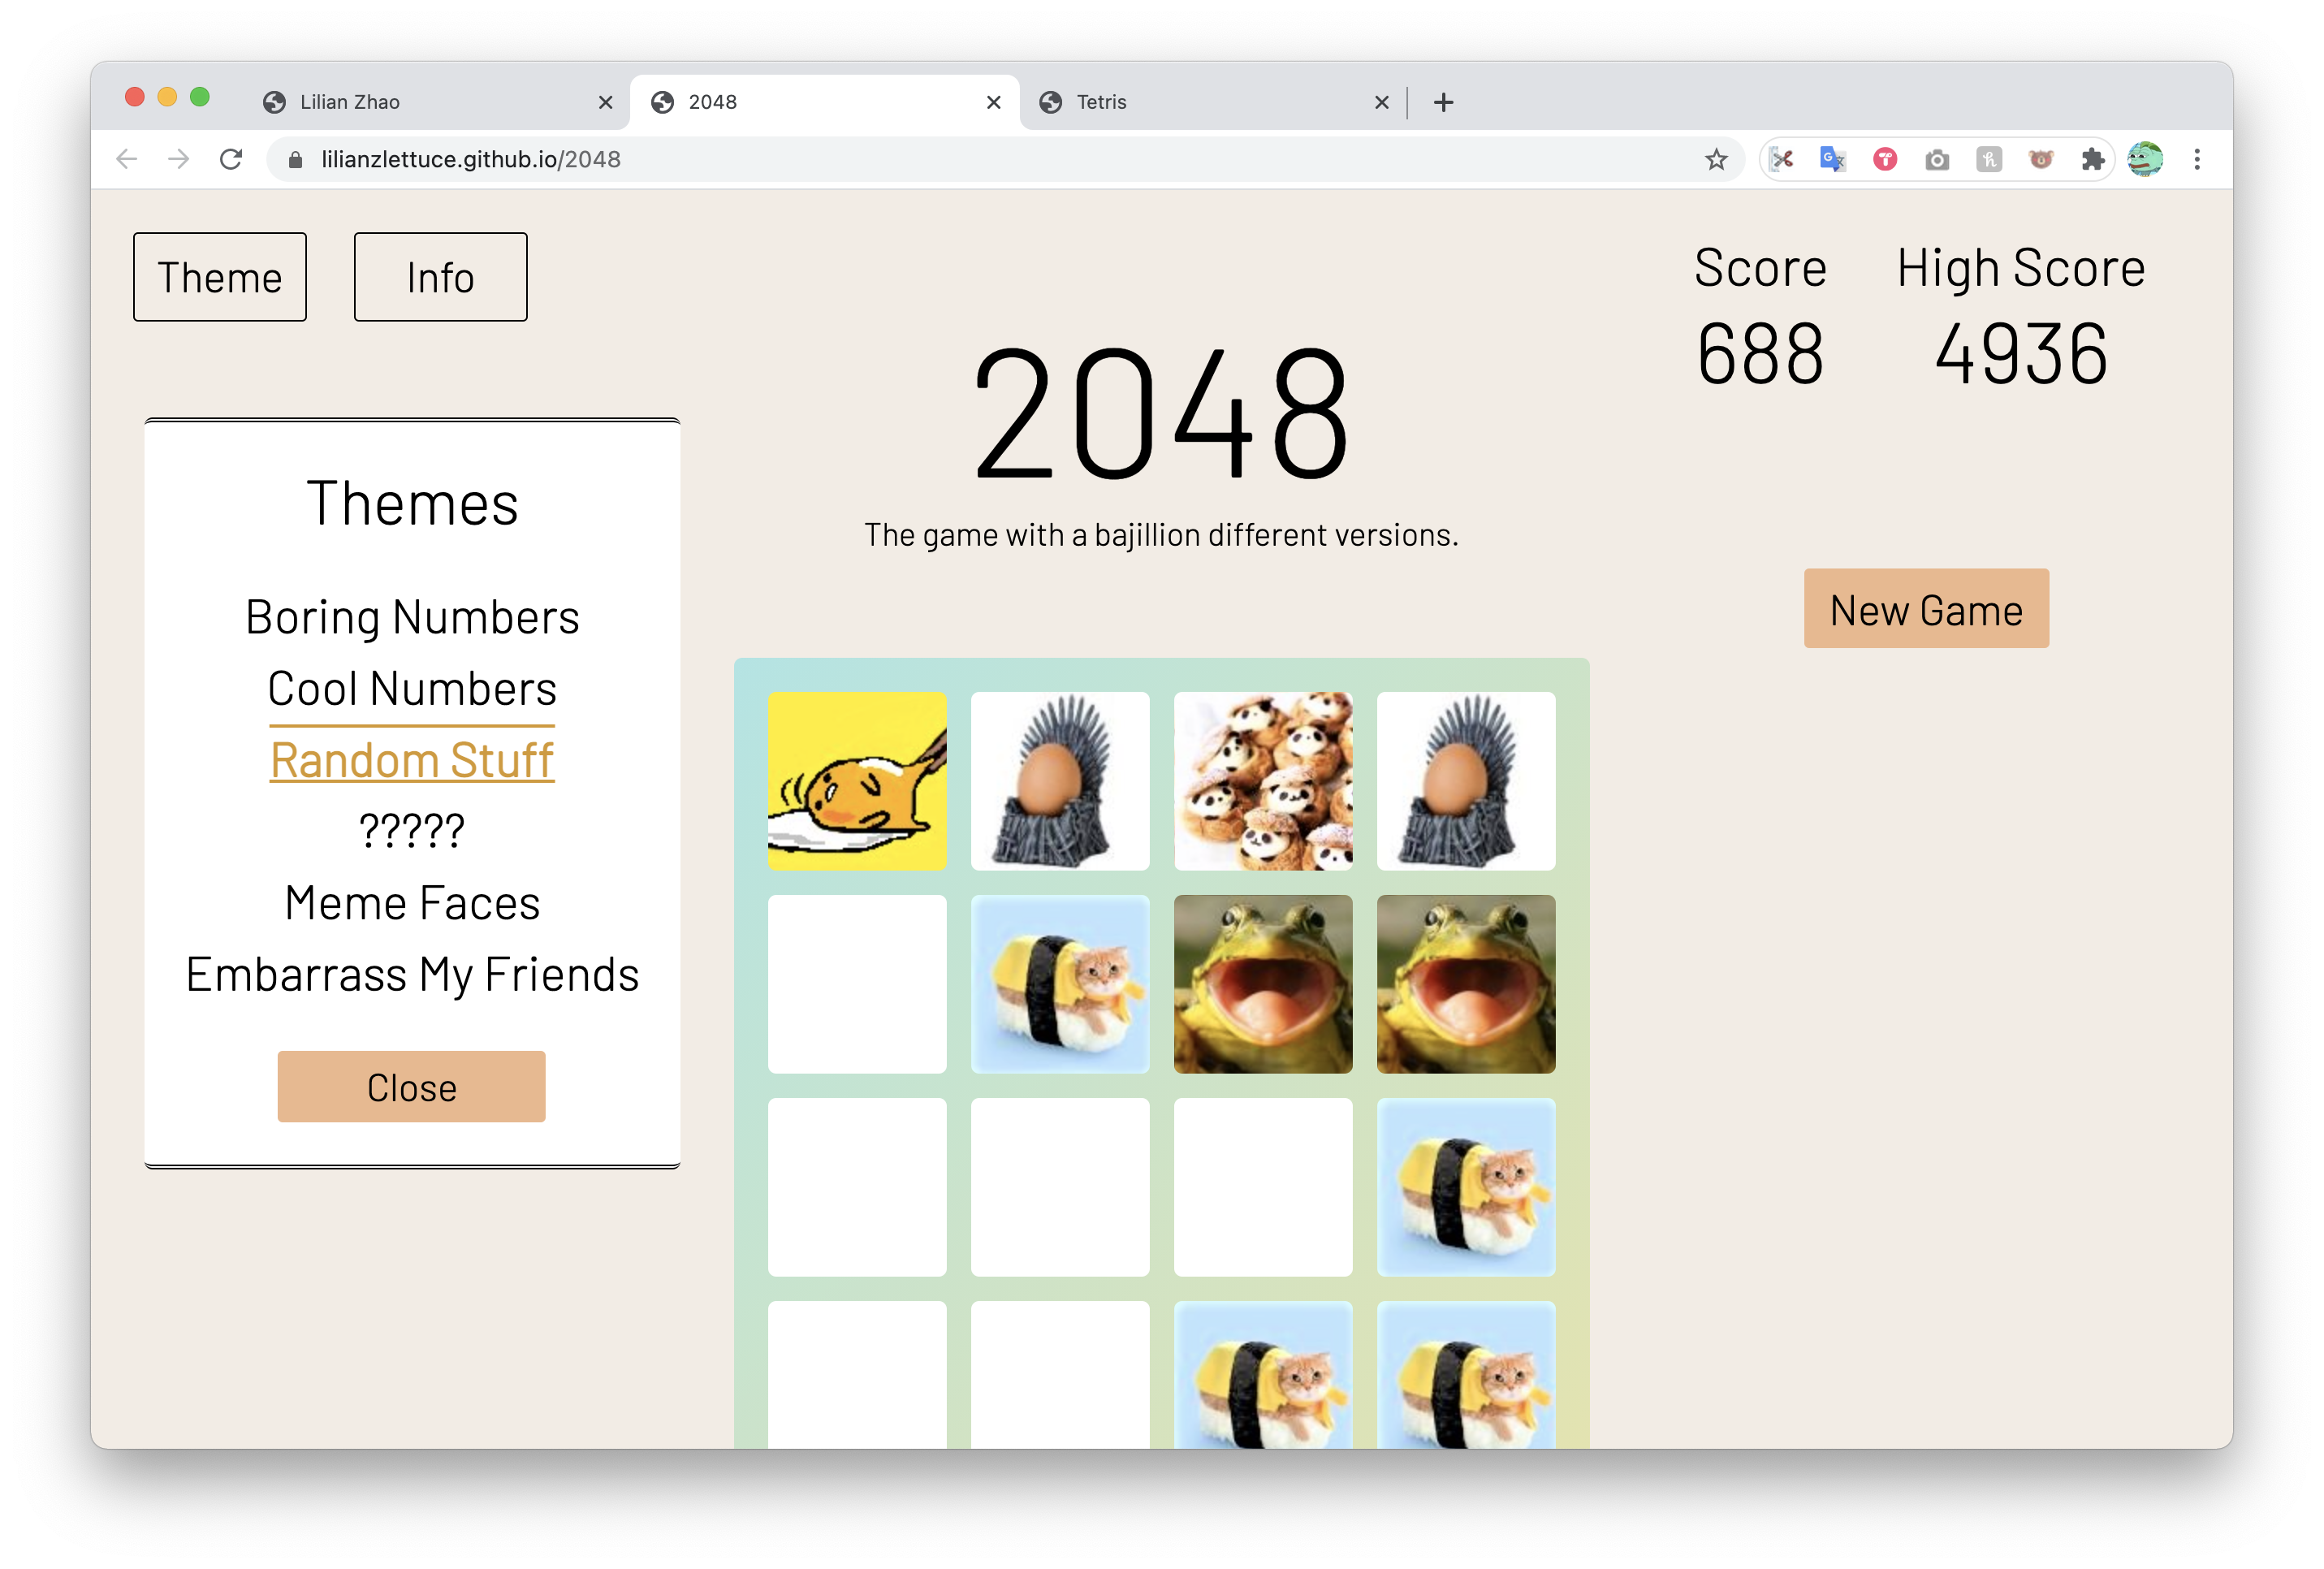 Lilian Zhao
2048
Tetris
lilianzlettuce.github.io/2048
Theme
Info
Score
High Score
688
4936
2048
The game with a bajillion different versions.
New Game
Themes
Boring Numbers
Cool Numbers
Random Stuff
?????
Meme Faces
Embarrass My Friends
Close